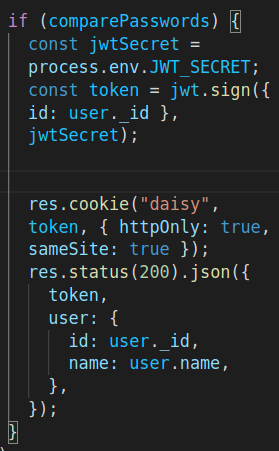 if (comparePasswords) {
const jwtSecret =
process.env.JWT_SECRET;
const token = jwt.sign({
id: user._id },
jwtSecret);
res.cookie("daisy",
token, { httpOnly: true,
sameSite: true });
res.status(200).json({
token,
user: {
id: user._id,
name: user.name,
},
});
}